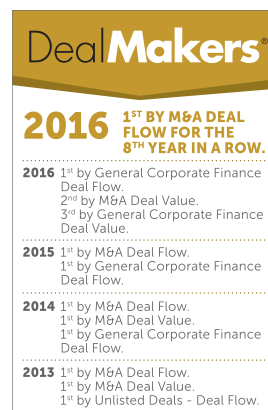 DealMakers®
2016 1ST BY M&A DEAL
FLOW FOR THE
8TH YEAR IN A ROW.
2016 1st by General Corporate Finance
Deal Flow.
2nd by M&A Deal Value.
3rd by General Corporate Finance
Deal Value.
2015 1st by M&A Deal Flow.
1st by General Corporate Finance
Deal Flow.
2014 1st by M&A Deal Flow.
1st by M&A Deal Value.
1st by General Corporate Finance
Deal Flow.
2013 1st by M&A Deal Flow.
1st by M&A Deal Value.
1st by Unlisted Deals - Deal Flow.